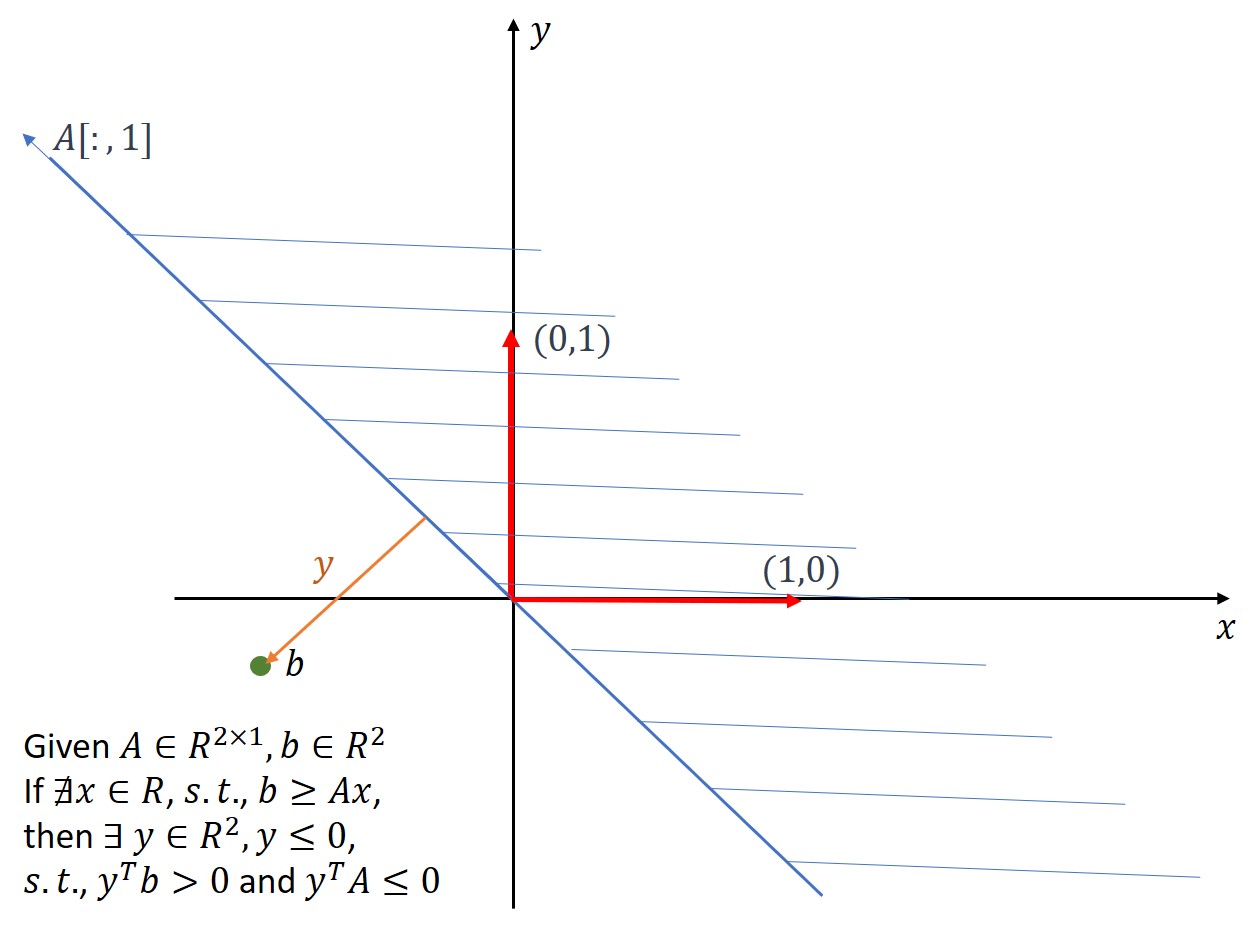 y
A[:,1]
(0,1)
(1,0)
x
y
b
Given A ∈ R^{2×1}, b ∈ R^2
If ∄x ∈ R, s.t., b ≥ Ax,
then ∃ y ∈ R^2, y ≤ 0,
s.t., y^T b > 0 and y^T A ≤ 0